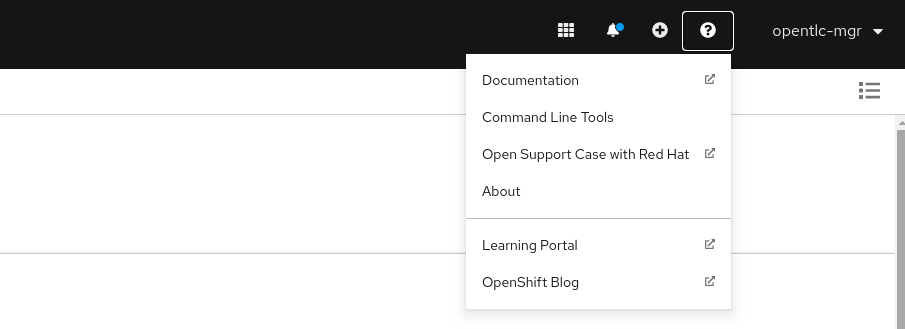 opentlc-mgr
Documentation
Command Line Tools
Open Support Case with Red Hat
About
Learning Portal
OpenShift Blog